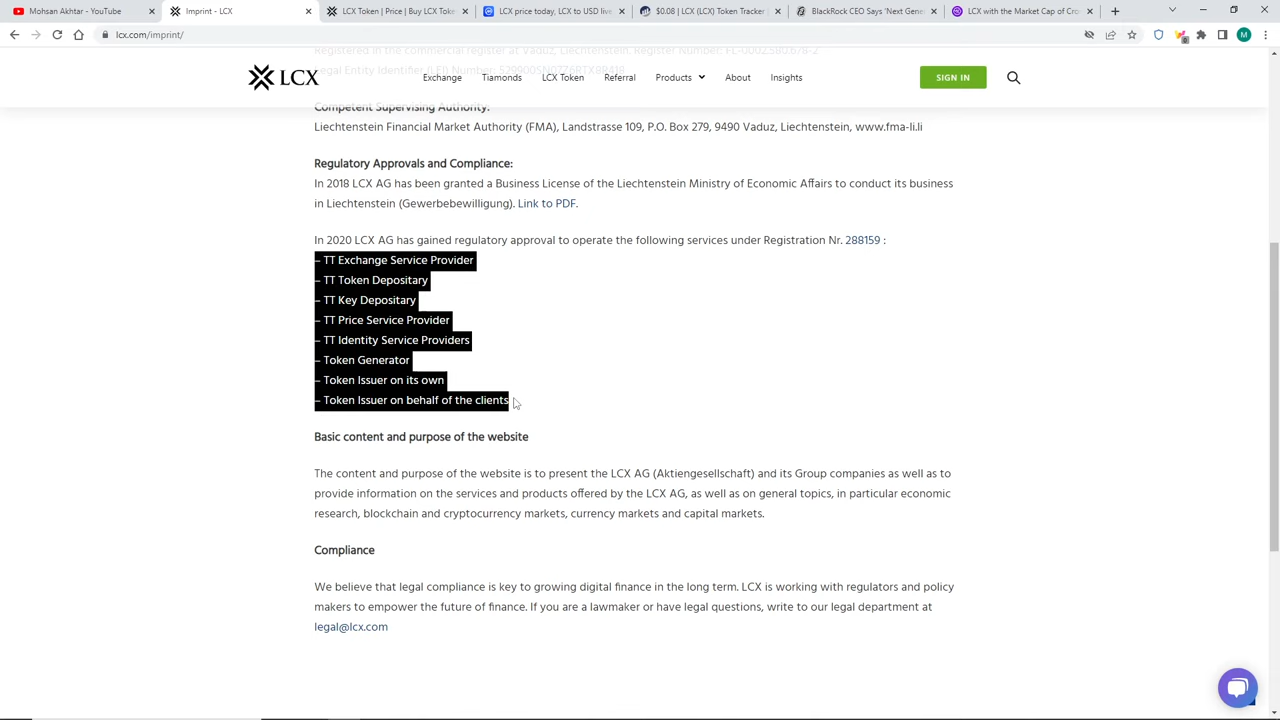 Mohsan Akhtar - YouTube
Imprint - LCX
LCX Token | Price | Buy LCX Token
LCX price today, LCX to USD live
$0.08 | LCX (LCX) Token Tracker
BlackRock CEO Says 'Next Gener
LCX with the Market Cap of Cro
lcx.com/imprint/
M
Registered in the commercial register at Vaduz, Liechtenstein. Register Number: FL-0002.580.678-2
Legal Entity Identifier (LEI) Number:
LCX
Exchange
Tiamonds
LCX Token
Referral
Products
About
Insights
SIGN IN
Competent Supervising Authority:
Liechtenstein Financial Market Authority (FMA), Landstrasse 109, P.O. Box 279, 9490 Vaduz, Liechtenstein, www.fma-li.li
Regulatory Approvals and Compliance:
In 2018 LCX AG has been granted a Business License of the Liechtenstein Ministry of Economic Affairs to conduct its business
in Liechtenstein (Gewerbebewilligung). Link to PDF.
In 2020 LCX AG has gained regulatory approval to operate the following services under Registration Nr. 288159 :
– TT Exchange Service Provider
– TT Token Depositary
– TT Key Depositary
– TT Price Service Provider
– TT Identity Service Providers
– Token Generator
– Token Issuer on its own
– Token Issuer on behalf of the clients
Basic content and purpose of the website
The content and purpose of the website is to present the LCX AG (Aktiengesellschaft) and its Group companies as well as to
provide information on the services and products offered by the LCX AG, as well as on general topics, in particular economic
research, blockchain and cryptocurrency markets, currency markets and capital markets.
Compliance
We believe that legal compliance is key to growing digital finance in the long term. LCX is working with regulators and policy
makers to empower the future of finance. If you are a lawmaker or have legal questions, write to our legal department at
legal@lcx.com